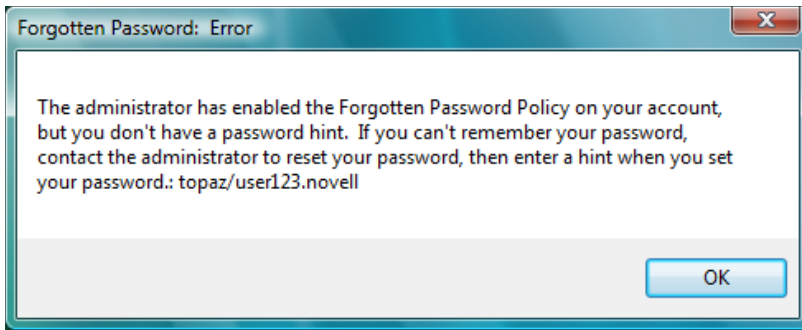 Forgotten Password:  Error
The administrator has enabled the Forgotten Password Policy on your account,
but you don't have a password hint.  If you can't remember your password,
contact the administrator to reset your password, then enter a hint when you set
your password.: topaz/user123.novell
OK